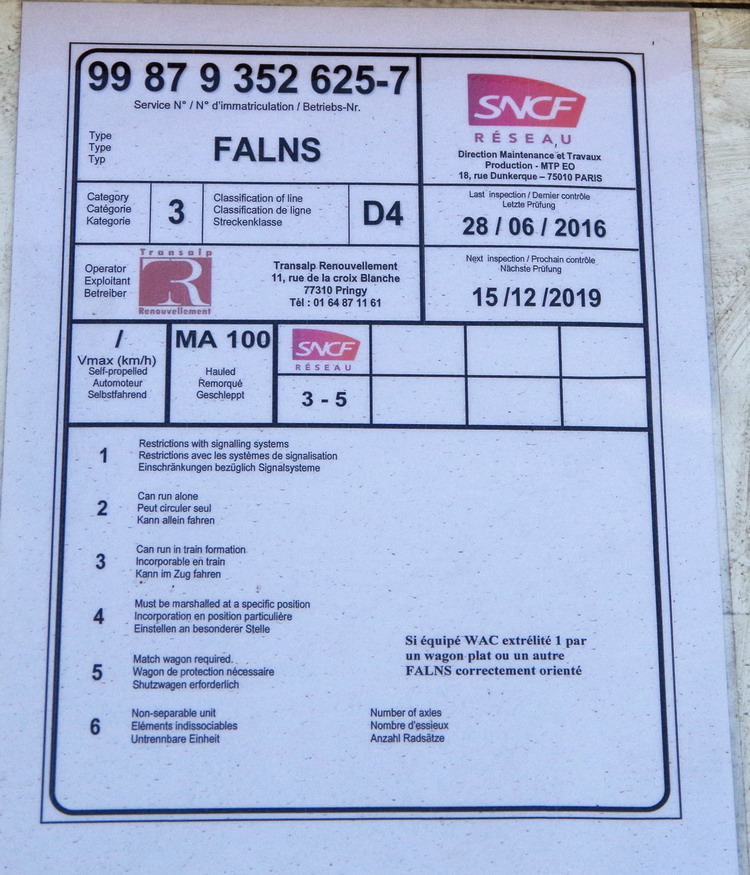 99 87 9 352 625-7
Service N° / N° d'immatriculation / Betriebs-Nr.
Type
Type
Typ
FALNS
SNCF
RÉSEAU
Direction Maintenance et Travaux
Production - MTP EO
18, rue Dunkerque – 75010 PARIS
Category
Catégorie
Kategorie
3
Classification of line
Classification de ligne
Streckenklasse
D4
Last inspection / Dernier contrôle
Letzte Prüfung
28 / 06 / 2016
Operator
Exploitant
Betreiber
Transalp
R
Renouvellement
Transalp Renouvellement
11, rue de la croix Blanche
77310 Pringy
Tèl : 01 64 87 11 61
Next inspection / Prochain contrôle
Nächste Prüfung
15 /12 /2019
/
Vmax (km/h)
Self-propelled
Automoteur
Selbstfahrend
MA 100
Hauled
Remorqué
Geschleppt
SNCF
RÉSEAU
3 - 5
1
Restrictions with signalling systems
Restrictions avec les systèmes de signalisation
Einschränkungen bezüglich Signalsysteme
2
Can run alone
Peut circuler seul
Kann allein fahren
3
Can run in train formation
Incorporable en train
Kann im Zug fahren
4
Must be marshalled at a specific position
Incorporation en position particulière
Einstellen an besonderer Stelle
5
Match wagon required.
Wagon de protection nécessaire
Shutzwagen erforderlich
Si équipé WAC extrélité 1 par
un wagon plat ou un autre
FALNS correctement orienté
6
Non-separable unit
Eléments indissociables
Untrennbare Einheit
Number of axles
Nombre d'essieux
Anzahl Radsätze